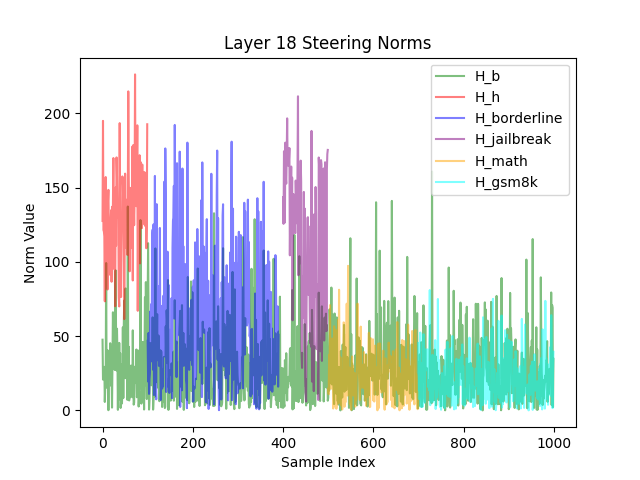 Layer 18 Steering Norms
H_b
H_h
H_borderline
H_jailbreak
H_math
H_gsm8k
Norm Value
200
150
100
50
0
0
200
400
600
800
1000
Sample Index